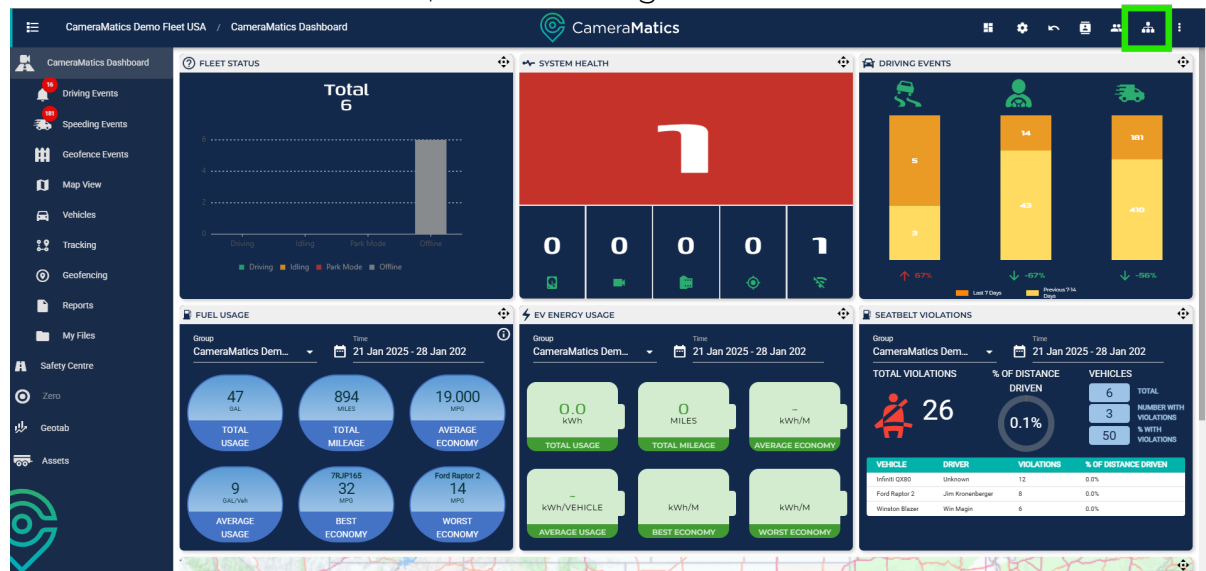 CameraMatics Demo Fleet USA / CameraMatics Dashboard
CameraMatics
CameraMatics Dashboard
16
Driving Events
181
Speeding Events
Geofence Events
Map View
Vehicles
Tracking
Geofencing
Reports
My Files
Safety Centre
Zero
Geotab
Assets
FLEET STATUS
Total
6
6
4
2
0
Driving Idling Park Mode Offline
Driving Idling Park Mode Offline
SYSTEM HEALTH
1
0 0 0 0 1
DRIVING EVENTS
5 14 181
3 43 410
67% -67% -56%
Last 7 Days Previous 7-14 Days
FUEL USAGE
Group
CameraMatics Dem...
Time
21 Jan 2025 - 28 Jan 202
47
GAL
TOTAL USAGE
894
MILES
TOTAL MILEAGE
19.000
MPG
AVERAGE ECONOMY
9
GAL/Veh
AVERAGE USAGE
7RJP165
32
MPG
BEST ECONOMY
Ford Raptor 2
14
MPG
WORST ECONOMY
EV ENERGY USAGE
Group
CameraMatics Dem...
Time
21 Jan 2025 - 28 Jan 202
0.0
kWh
TOTAL USAGE
0
MILES
TOTAL MILEAGE
–
kWh/M
AVERAGE ECONOMY
–
kWh/VEHICLE
AVERAGE USAGE
kWh/M
BEST ECONOMY
kWh/M
WORST ECONOMY
SEATBELT VIOLATIONS
Group
CameraMatics Dem...
Time
21 Jan 2025 - 28 Jan 202
TOTAL VIOLATIONS
26
% OF DISTANCE DRIVEN
0.1%
VEHICLES
6 TOTAL
3 NUMBER WITH VIOLATIONS
50 % WITH VIOLATIONS
VEHICLE DRIVER VIOLATIONS % OF DISTANCE DRIVEN
Infiniti QX80 Unknown 12 0.0%
Ford Raptor 2 Jim Kronenberger 8 0.0%
Winston Blazer Win Magin 6 0.0%